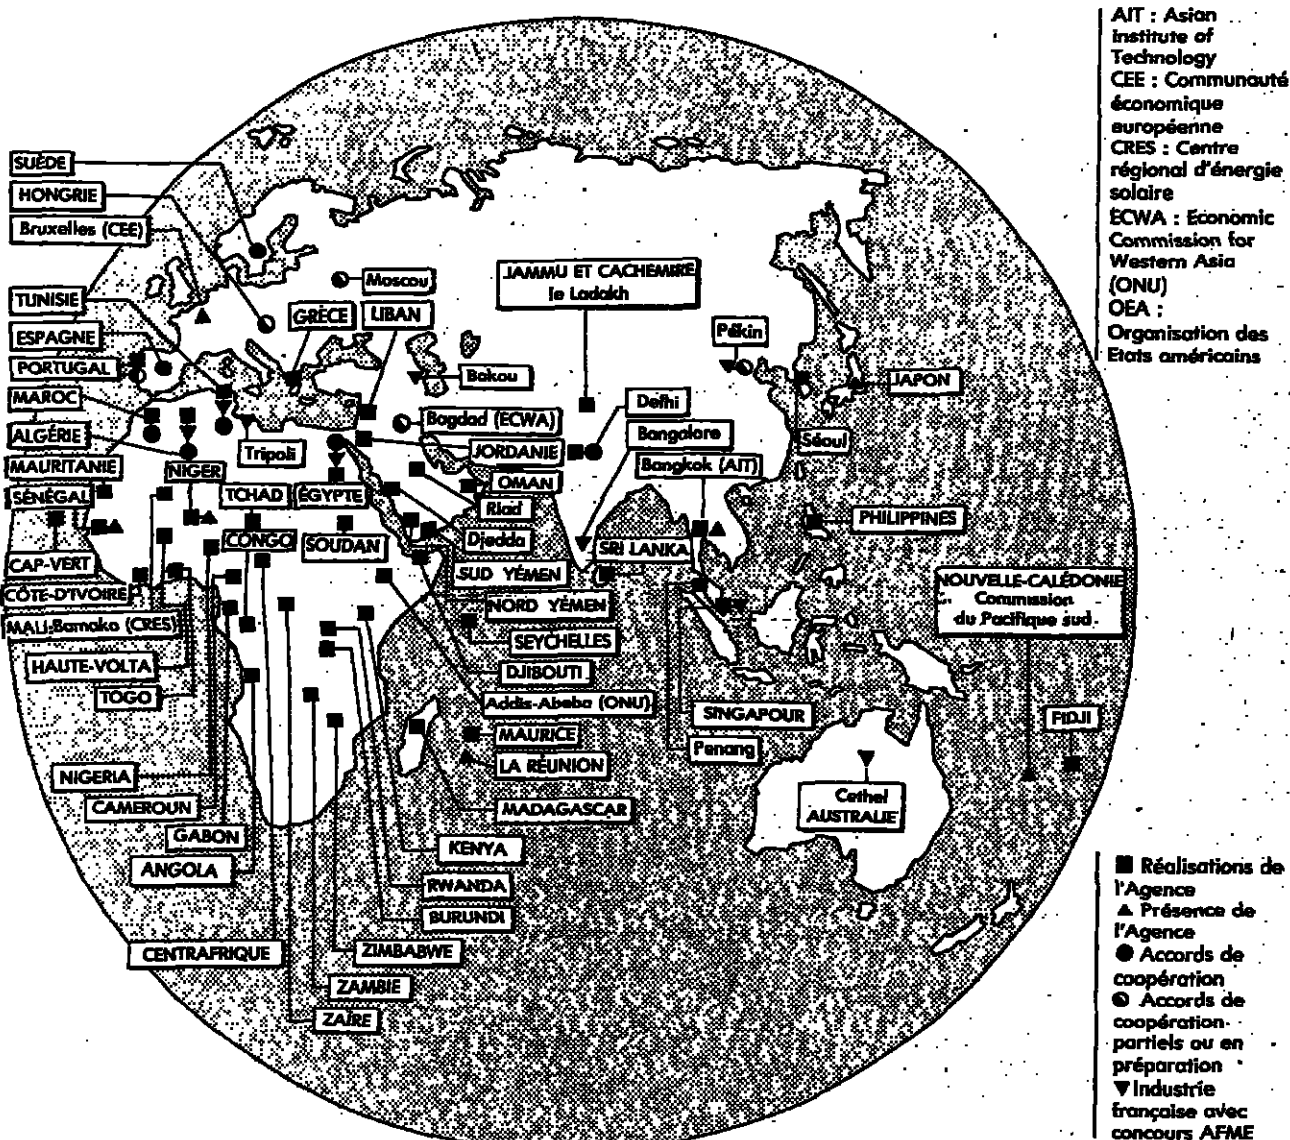 AIT : Asian
institute of
Technology
CEE : Communauté
économique
européenne
CRES : Centre
régional d'énergie
solaire
ECWA : Economic
Commission for
Western Asia
(ONU)
OEA :
Organisation des
Etats américains
SUÈDE
HONGRIE
Bruxelles (CEE)
Moscou
JAMMU ET CACHEMIRE
le Ladakh
TUNISIE
GRÈCE
LIBAN
ESPAGNE
Pékin
PORTUGAL
Bakou
JAPON
MAROC
Delhi
Bagdad (ECWA)
ALGÉRIE
Bangalore
Séoul
Tripoli
JORDANIE
MAURITANIE
NIGER
Bangkok (AIT)
OMAN
SÉNÉGAL
TCHAD
ÉGYPTE
Riad
PHILIPPINES
CONGO
SOUDAN
Djedda
SRI LANKA
CAP-VERT
SUD YÉMEN
NOUVELLE-CALÉDONIE
Commission
du Pacifique sud
CÔTE-D'IVOIRE
NORD YÉMEN
MALI-Bamako (CRES)
SEYCHELLES
HAUTE-VOLTA
DJIBOUTI
TOGO
Addis-Abeba (ONU)
SINGAPOUR
FIDJI
MAURICE
Penang
LA RÉUNION
NIGERIA
CAMEROUN
MADAGASCAR
Cethel
AUSTRALIE
GABON
KENYA
ANGOLA
RWANDA
BURUNDI
CENTRAFRIQUE
ZIMBABWE
ZAMBIE
ZAÏRE
■ Réalisations de
l'Agence
▲ Présence de
l'Agence
● Accords de
coopération
Accords de
coopération
partiels ou en
préparation
▼ Industrie
française avec
concours AFME